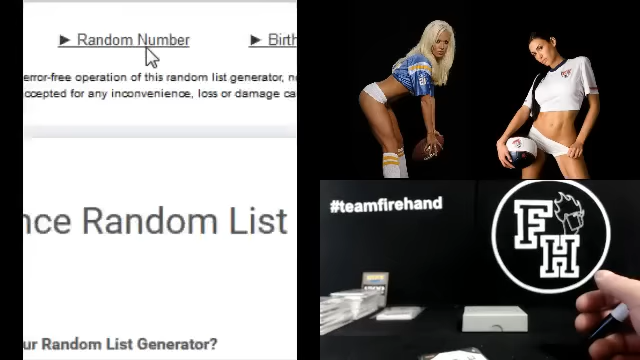 ► Random Number
► Birth
error-free operation of this random list generator, n
accepted for any inconvenience, loss or damage ca
nce Random List
ur Random List Generator?
#teamfirehand
FH